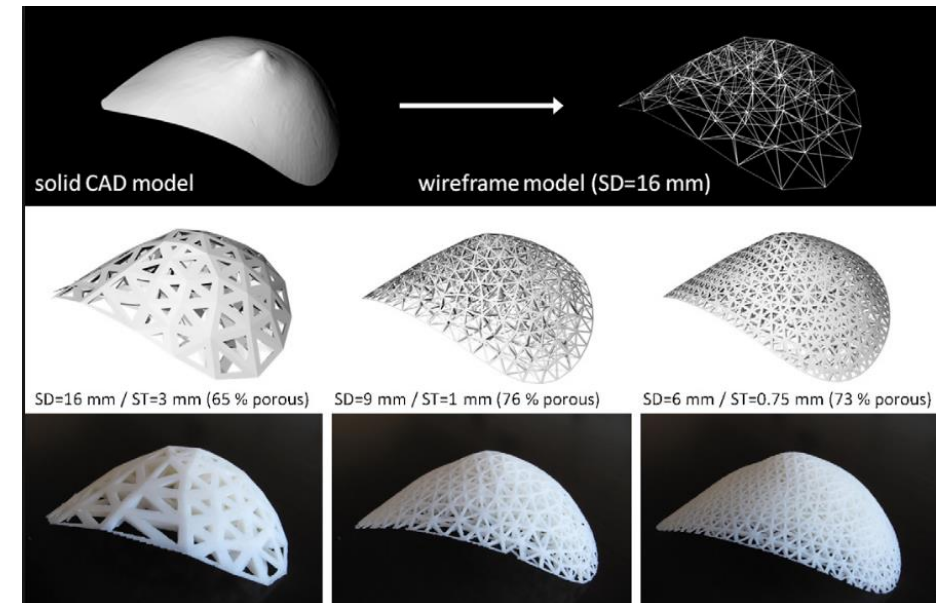 solid CAD model
wireframe model (SD=16 mm)
SD=16 mm / ST=3 mm (65 % porous)
SD=9 mm / ST=1 mm (76 % porous)
SD=6 mm / ST=0.75 mm (73 % porous)